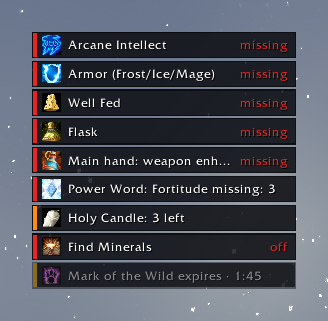 Arcane Intellect missing
Armor (Frost/Ice/Mage) missing
Well Fed missing
Flask missing
Main hand: weapon enh... missing
Power Word: Fortitude missing: 3
Holy Candle: 3 left
Find Minerals off
Mark of the Wild expires · 1:45